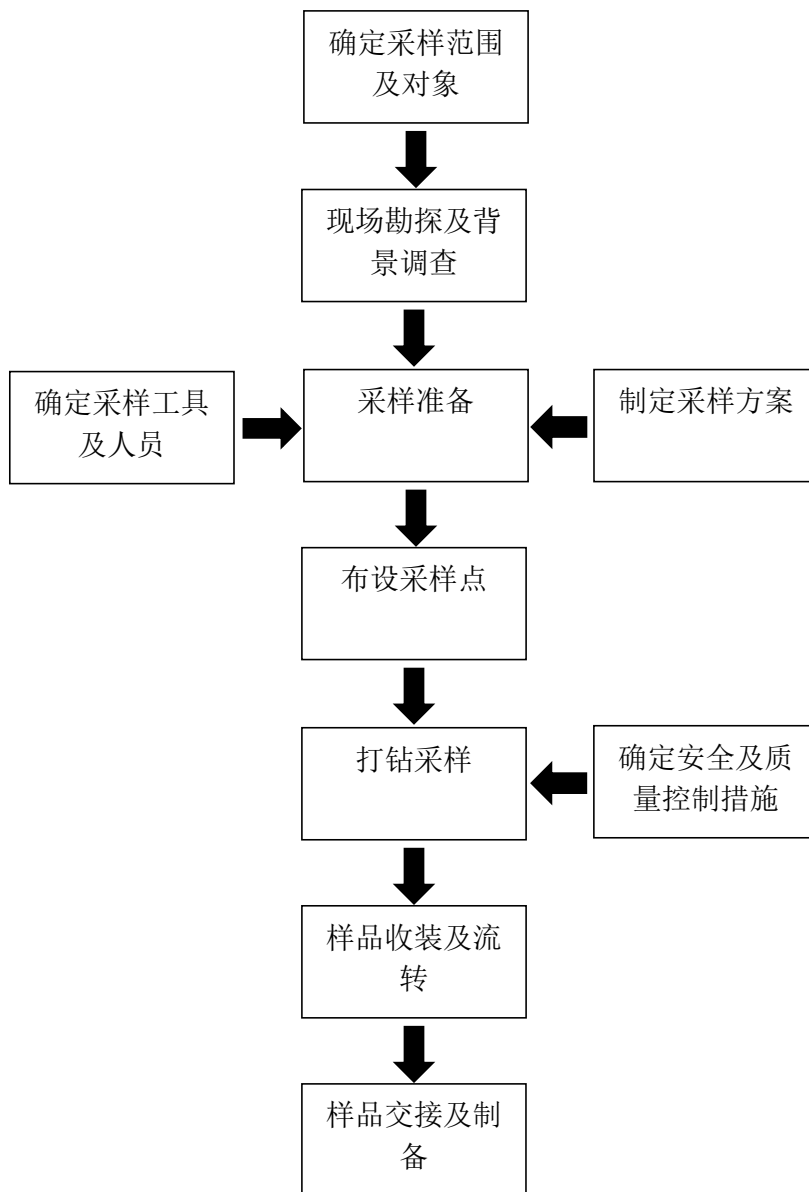 确定采样范围
及对象
现场勘探及背
景调查
确定采样工具
及人员
采样准备
制定采样方案
布设采样点
打钻采样
确定安全及质
量控制措施
样品收装及流
转
样品交接及制
备